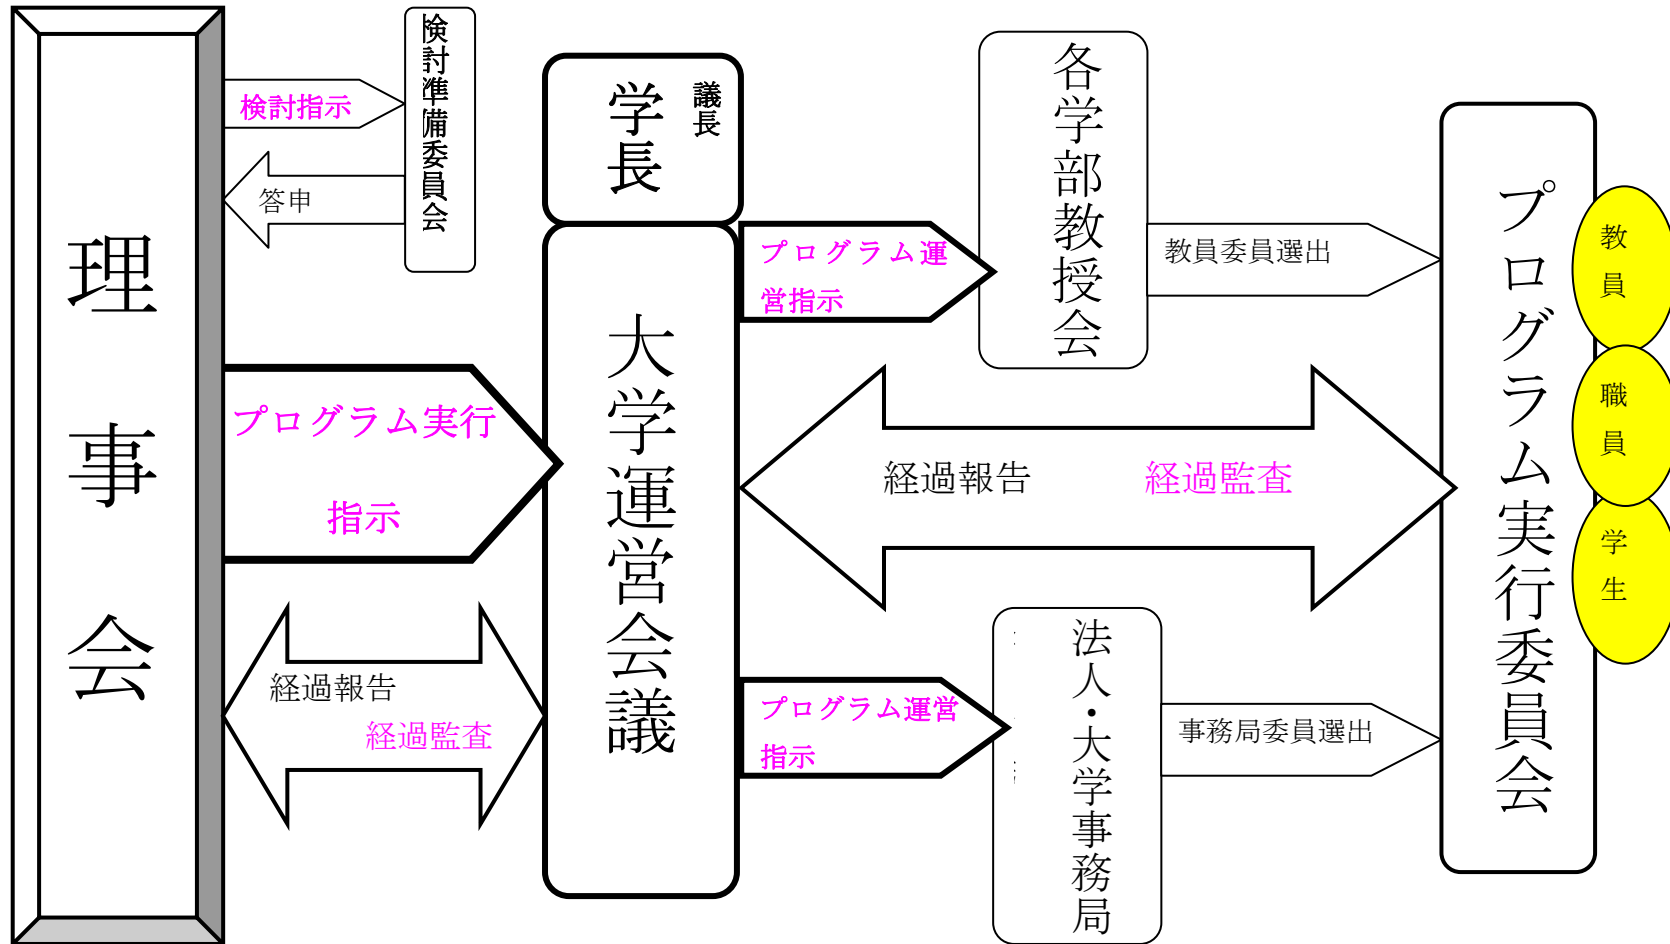 理事会
検討指示
答申
検討準備委員会
プログラム実行
指示
経過報告
経過監査
議長
学長
大学運営会議
プログラム運
営指示
各学部教授会
教員委員選出
経過報告
経過監査
プログラム運営
指示
法人・大学事務局
事務局委員選出
プログラム実行委員会
教員
職員
学生